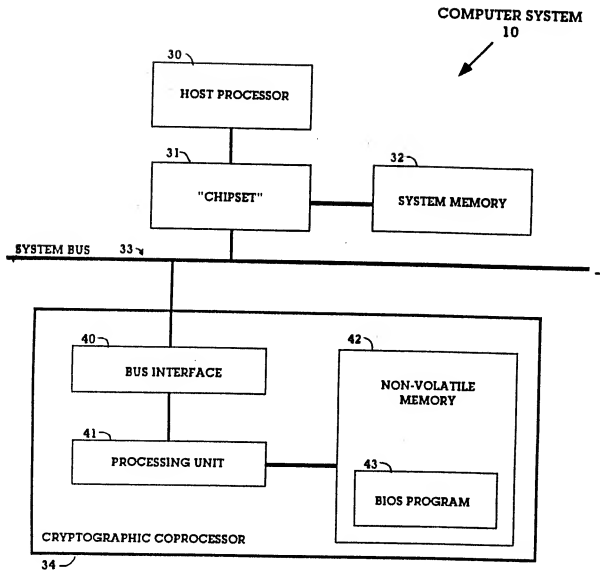 COMPUTER SYSTEM
10
30
HOST PROCESSOR
31
"CHIPSET"
32
SYSTEM MEMORY
SYSTEM BUS
33
40
BUS INTERFACE
41
PROCESSING UNIT
42
NON-VOLATILE
MEMORY
43
BIOS PROGRAM
CRYPTOGRAPHIC COPROCESSOR
34